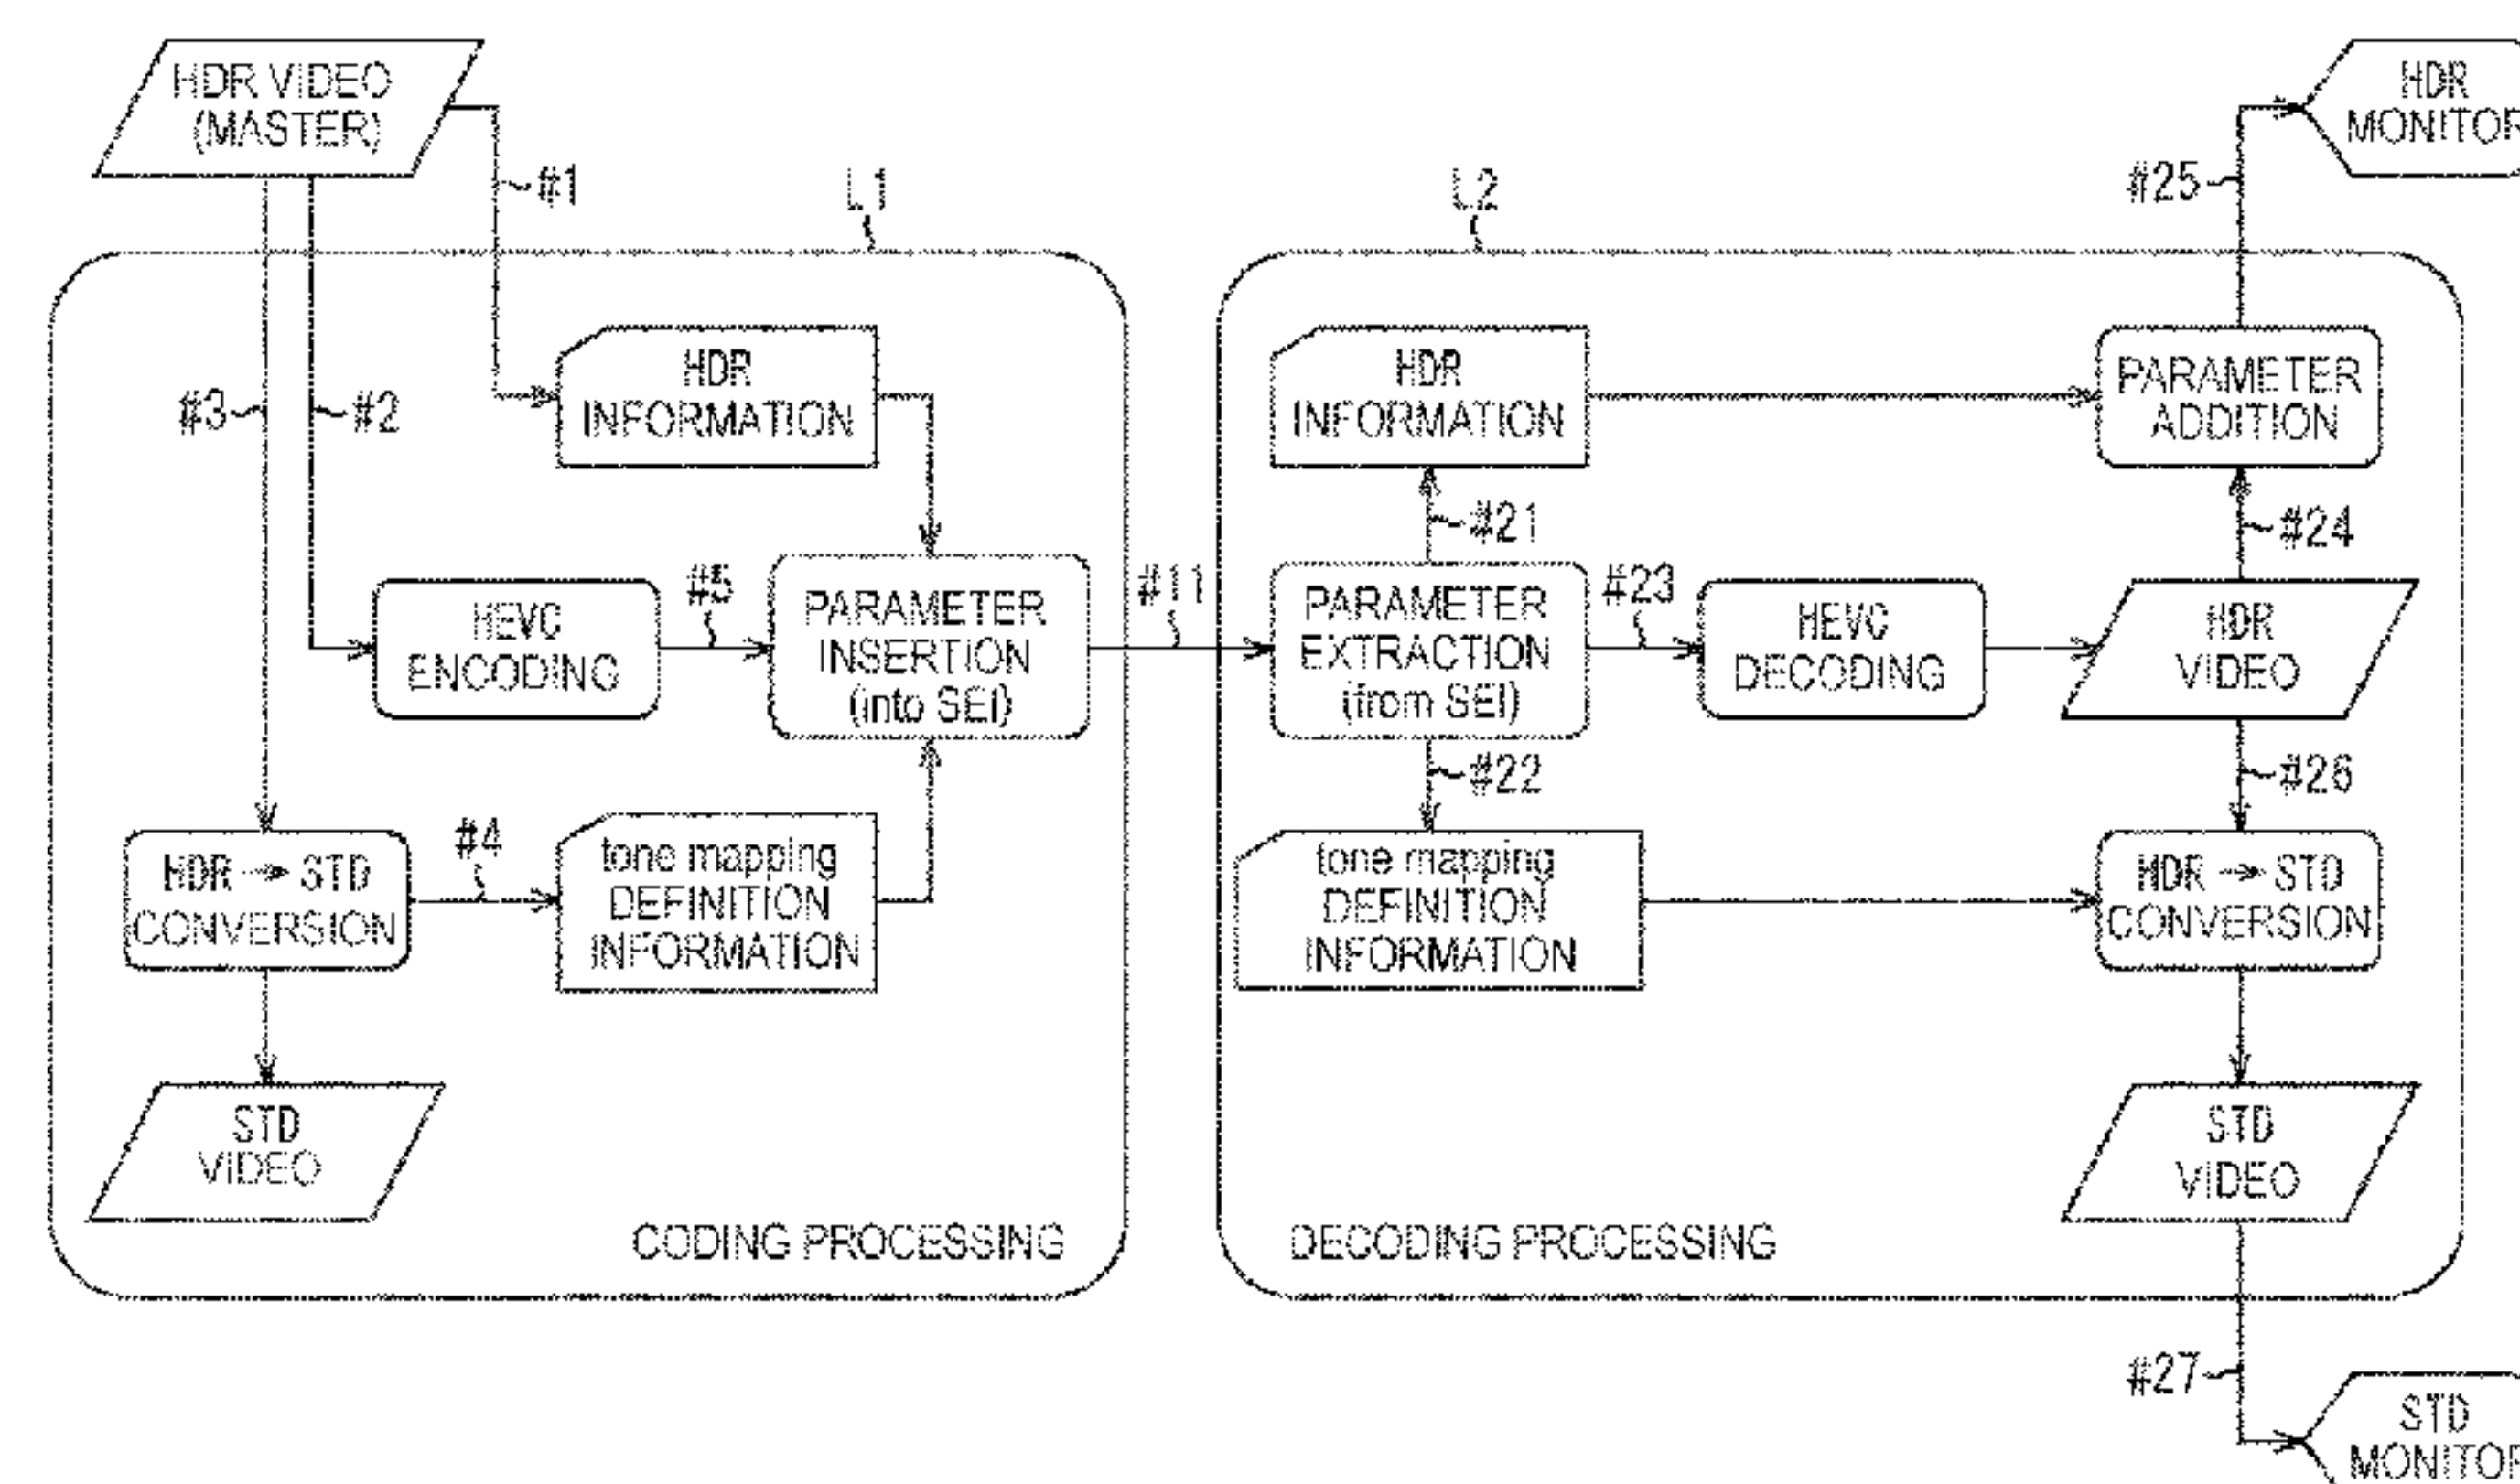 HDR VIDEO
(MASTER)
#1
L1
L2
#25
HDR
MONITOR
#3
#2
HDR
INFORMATION
HDR
INFORMATION
PARAMETER
ADDITION
#21
#24
HEVC
ENCODING
#5
PARAMETER
INSERTION
(into SEI)
#11
PARAMETER
EXTRACTION
(from SEI)
#23
HEVC
DECODING
HDR
VIDEO
#22
#26
HDR → STD
CONVERSION
#4
tone mapping
DEFINITION
INFORMATION
tone mapping
DEFINITION
INFORMATION
HDR → STD
CONVERSION
STD
VIDEO
STD
VIDEO
CODING PROCESSING
DECODING PROCESSING
#27
STD
MONITOR